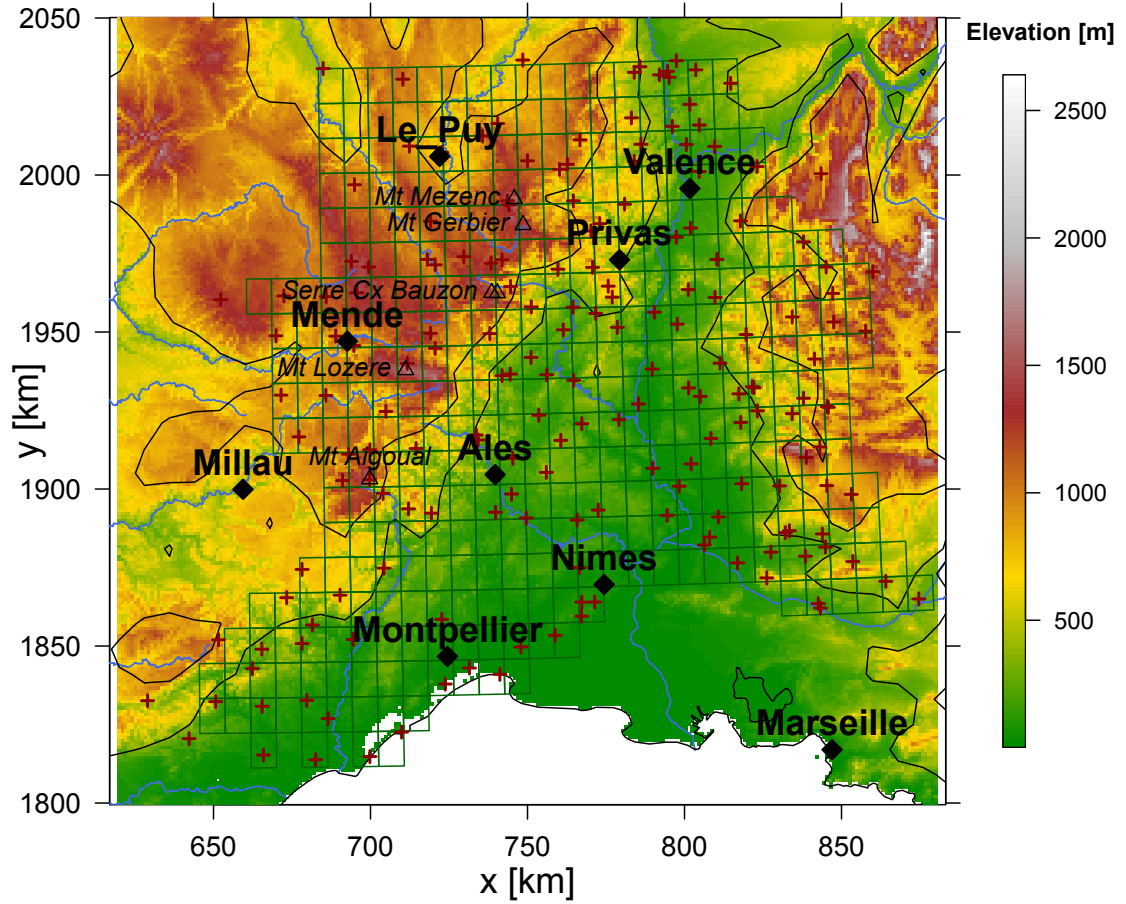 Elevation [m]
2500
2000
1500
1000
500
2050
2000
1950
1900
1850
1800
y [km]
Le Puy
Valence
Mt Mezenc
Mt Gerbier
Privas
Serre Cx Bauzon
Mende
Mt Lozere
Mt Aigoual
Ales
Millau
Nimes
Montpellier
Marseille
650
700
750
800
850
x [km]